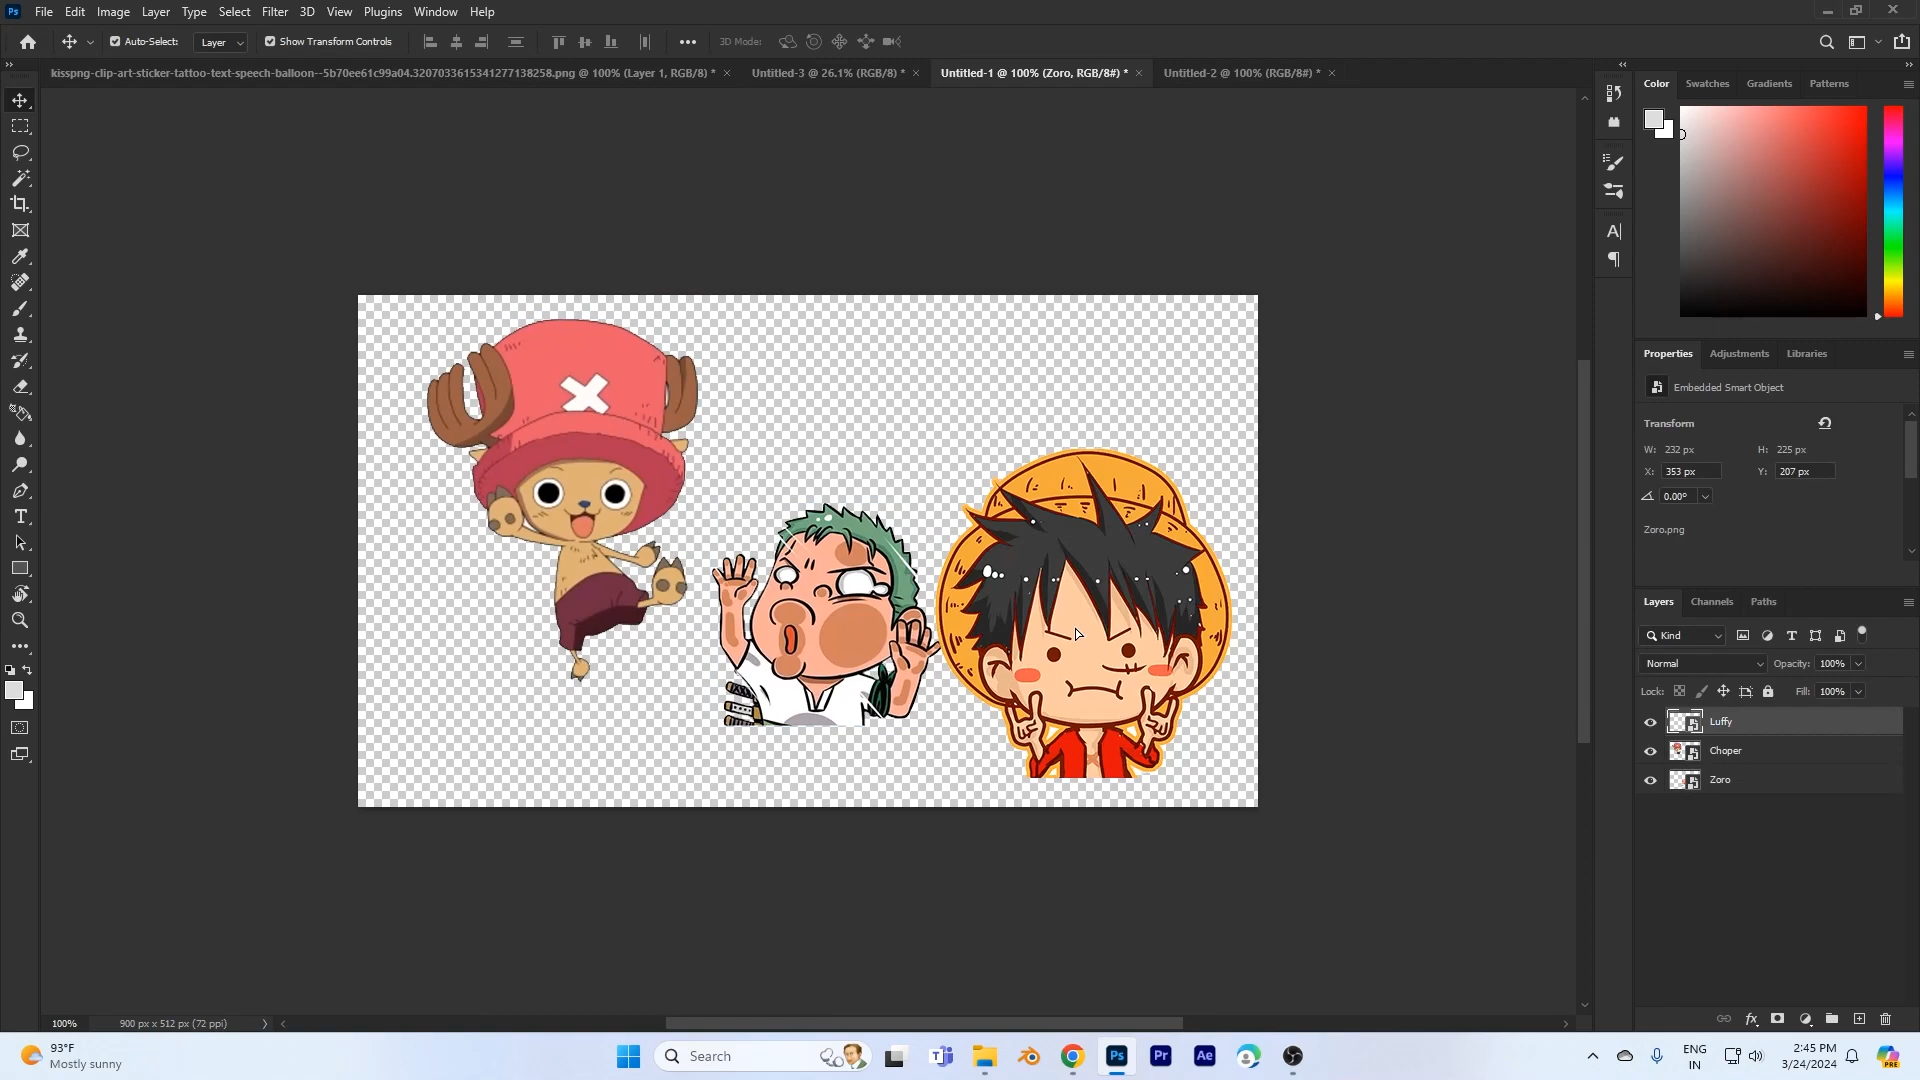 Ps File Edit Image Layer Type Select Filter 3D View Plugins Window Help
Auto-Select: Layer Show Transform Controls 3D Mode:
kisspng-clip-art-sticker-tattoo-text-speech-balloon--5b70ee61c99a04.3207033615341277138258.png @ 100% (Layer 1, RGB/8) * × Untitled-3 @ 26.1% (RGB/8) * × Untitled-1 @ 100% (Zoro, RGB/8#) * × Untitled-2 @ 100% (RGB/8#) * ×
Color Swatches Gradients Patterns
Properties Adjustments Libraries
Embedded Smart Object
Transform
W: 232 px H: 225 px
X: 353 px Y: 207 px
0.00°
Zoro.png
Layers Channels Paths
Kind
Normal Opacity: 100%
Lock: Fill: 100%
Luffy
Choper
Zoro
100% 900 px x 512 px (72 ppi)
93°F
Mostly sunny
Search
Ps Pr Ae
ENG
IN
2:45 PM
3/24/2024
PRE